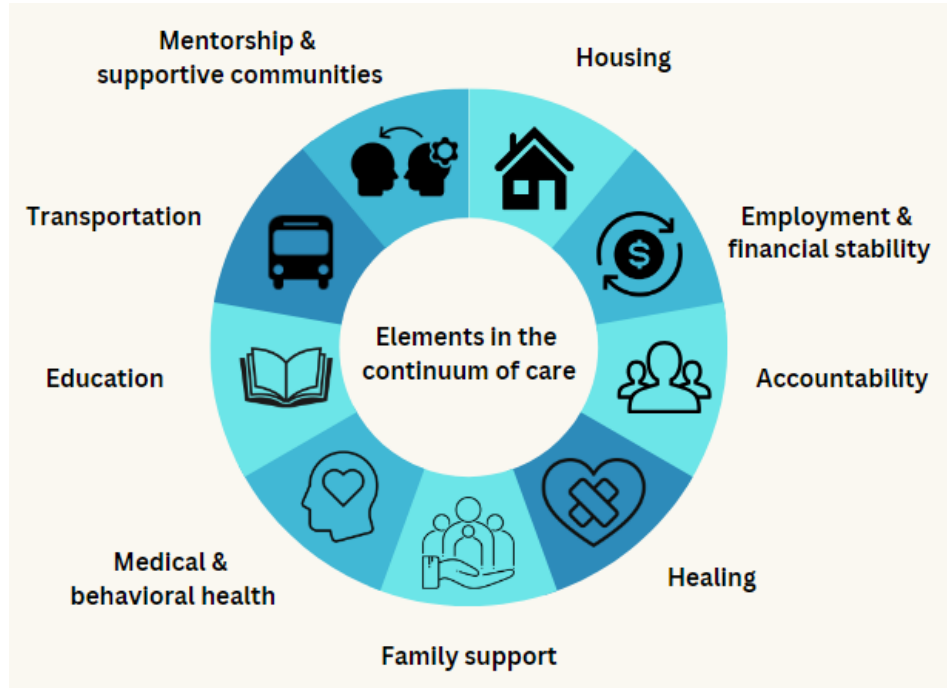 Mentorship &
supportive communities
Housing
Transportation
Employment &
financial stability
Elements in the
continuum of care
Education
Accountability
Medical &
behavioral health
Healing
Family support
$